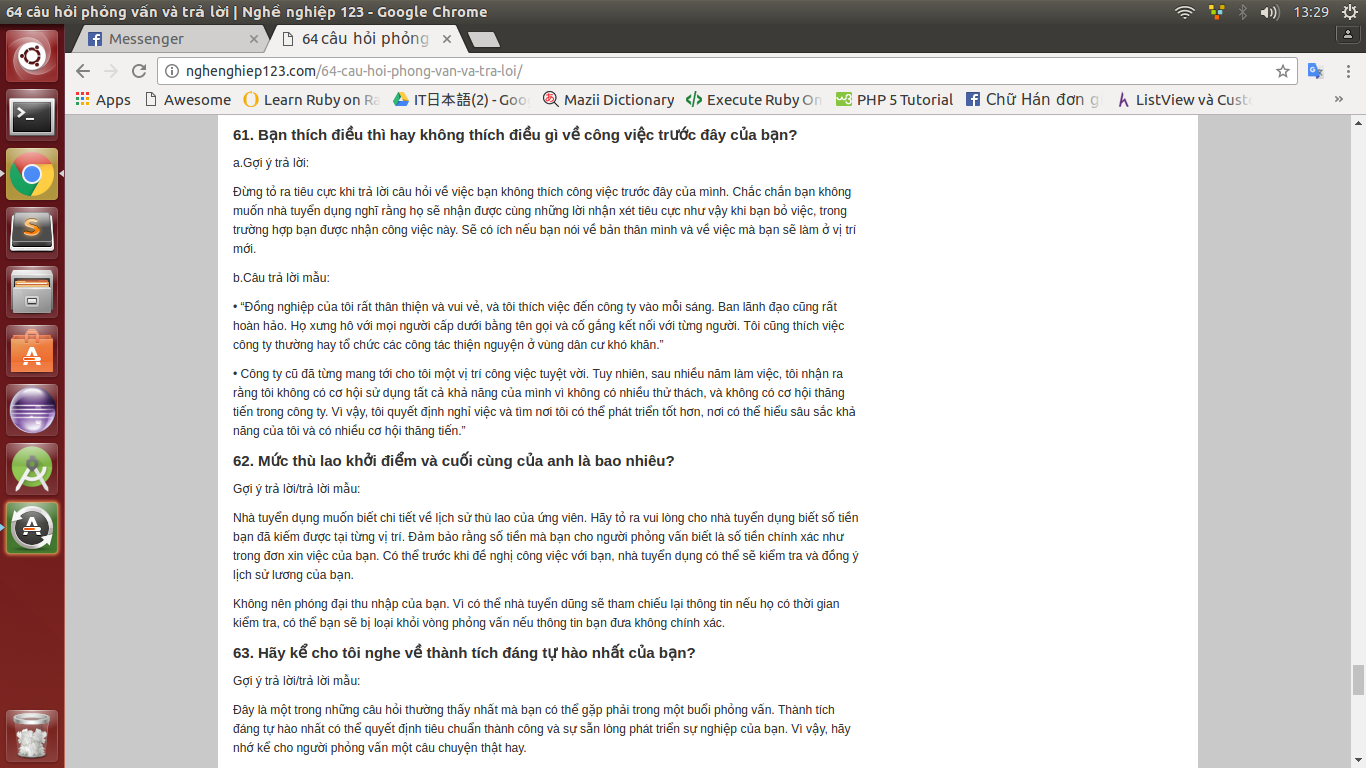 64 câu hỏi phỏng vấn và trả lời | Nghề nghiệp 123 - Google Chrome
13:29
Messenger
64 câu hỏi phỏng
nghenghiep123.com/64-cau-hoi-phong-van-va-tra-loi/
Apps Awesome Learn Ruby on Ra IT日本語(2) - Goo Mazii Dictionary Execute Ruby On PHP 5 Tutorial Chữ Hán đơn g ListView và Cust »
61. Bạn thích điều thì hay không thích điều gì về công việc trước đây của bạn?
a.Gợi ý trả lời:
Đừng tỏ ra tiêu cực khi trả lời câu hỏi về việc bạn không thích công việc trước đây của mình. Chắc chắn bạn không
muốn nhà tuyển dụng nghĩ rằng họ sẽ nhận được cùng những lời nhận xét tiêu cực như vậy khi bạn bỏ việc, trong
trường hợp bạn được nhận công việc này. Sẽ có ích nếu bạn nói về bản thân mình và về việc mà bạn sẽ làm ở vị trí
mới.
b.Câu trả lời mẫu:
• “Đồng nghiệp của tôi rất thân thiện và vui vẻ, và tôi thích việc đến công ty vào mỗi sáng. Ban lãnh đạo cũng rất
hoàn hảo. Họ xưng hô với mọi người cấp dưới bằng tên gọi và cố gắng kết nối với từng người. Tôi cũng thích việc
công ty thường hay tổ chức các công tác thiện nguyện ở vùng dân cư khó khăn.”
• Công ty cũ đã từng mang tới cho tôi một vị trí công việc tuyệt vời. Tuy nhiên, sau nhiều năm làm việc, tôi nhận ra
rằng tôi không có cơ hội sử dụng tất cả khả năng của mình vì không có nhiều thử thách, và không có cơ hội thăng
tiến trong công ty. Vì vậy, tôi quyết định nghỉ việc và tìm nơi tôi có thể phát triển tốt hơn, nơi có thể hiểu sâu sắc khả
năng của tôi và có nhiều cơ hội thăng tiến.”
62. Mức thù lao khởi điểm và cuối cùng của anh là bao nhiêu?
Gợi ý trả lời/trả lời mẫu:
Nhà tuyển dụng muốn biết chi tiết về lịch sử thù lao của ứng viên. Hãy tỏ ra vui lòng cho nhà tuyển dụng biết số tiền
bạn đã kiếm được tại từng vị trí. Đảm bảo rằng số tiền mà bạn cho người phỏng vấn biết là số tiền chính xác như
trong đơn xin việc của bạn. Có thể trước khi đề nghị công việc với bạn, nhà tuyển dụng có thể sẽ kiểm tra và đồng ý
lịch sử lương của bạn.
Không nên phóng đại thu nhập của bạn. Vì có thể nhà tuyển dũng sẽ tham chiếu lại thông tin nếu họ có thời gian
kiểm tra, có thể bạn sẽ bị loại khỏi vòng phỏng vấn nếu thông tin bạn đưa không chính xác.
63. Hãy kể cho tôi nghe về thành tích đáng tự hào nhất của bạn?
Gợi ý trả lời/trả lời mẫu:
Đây là một trong những câu hỏi thường thấy nhất mà bạn có thể gặp phải trong một buổi phỏng vấn. Thành tích
đáng tự hào nhất có thể quyết định tiêu chuẩn thành công và sự sẵn lòng phát triển sự nghiệp của bạn. Vì vậy, hãy
nhớ kể cho người phỏng vấn một câu chuyện thật hay.